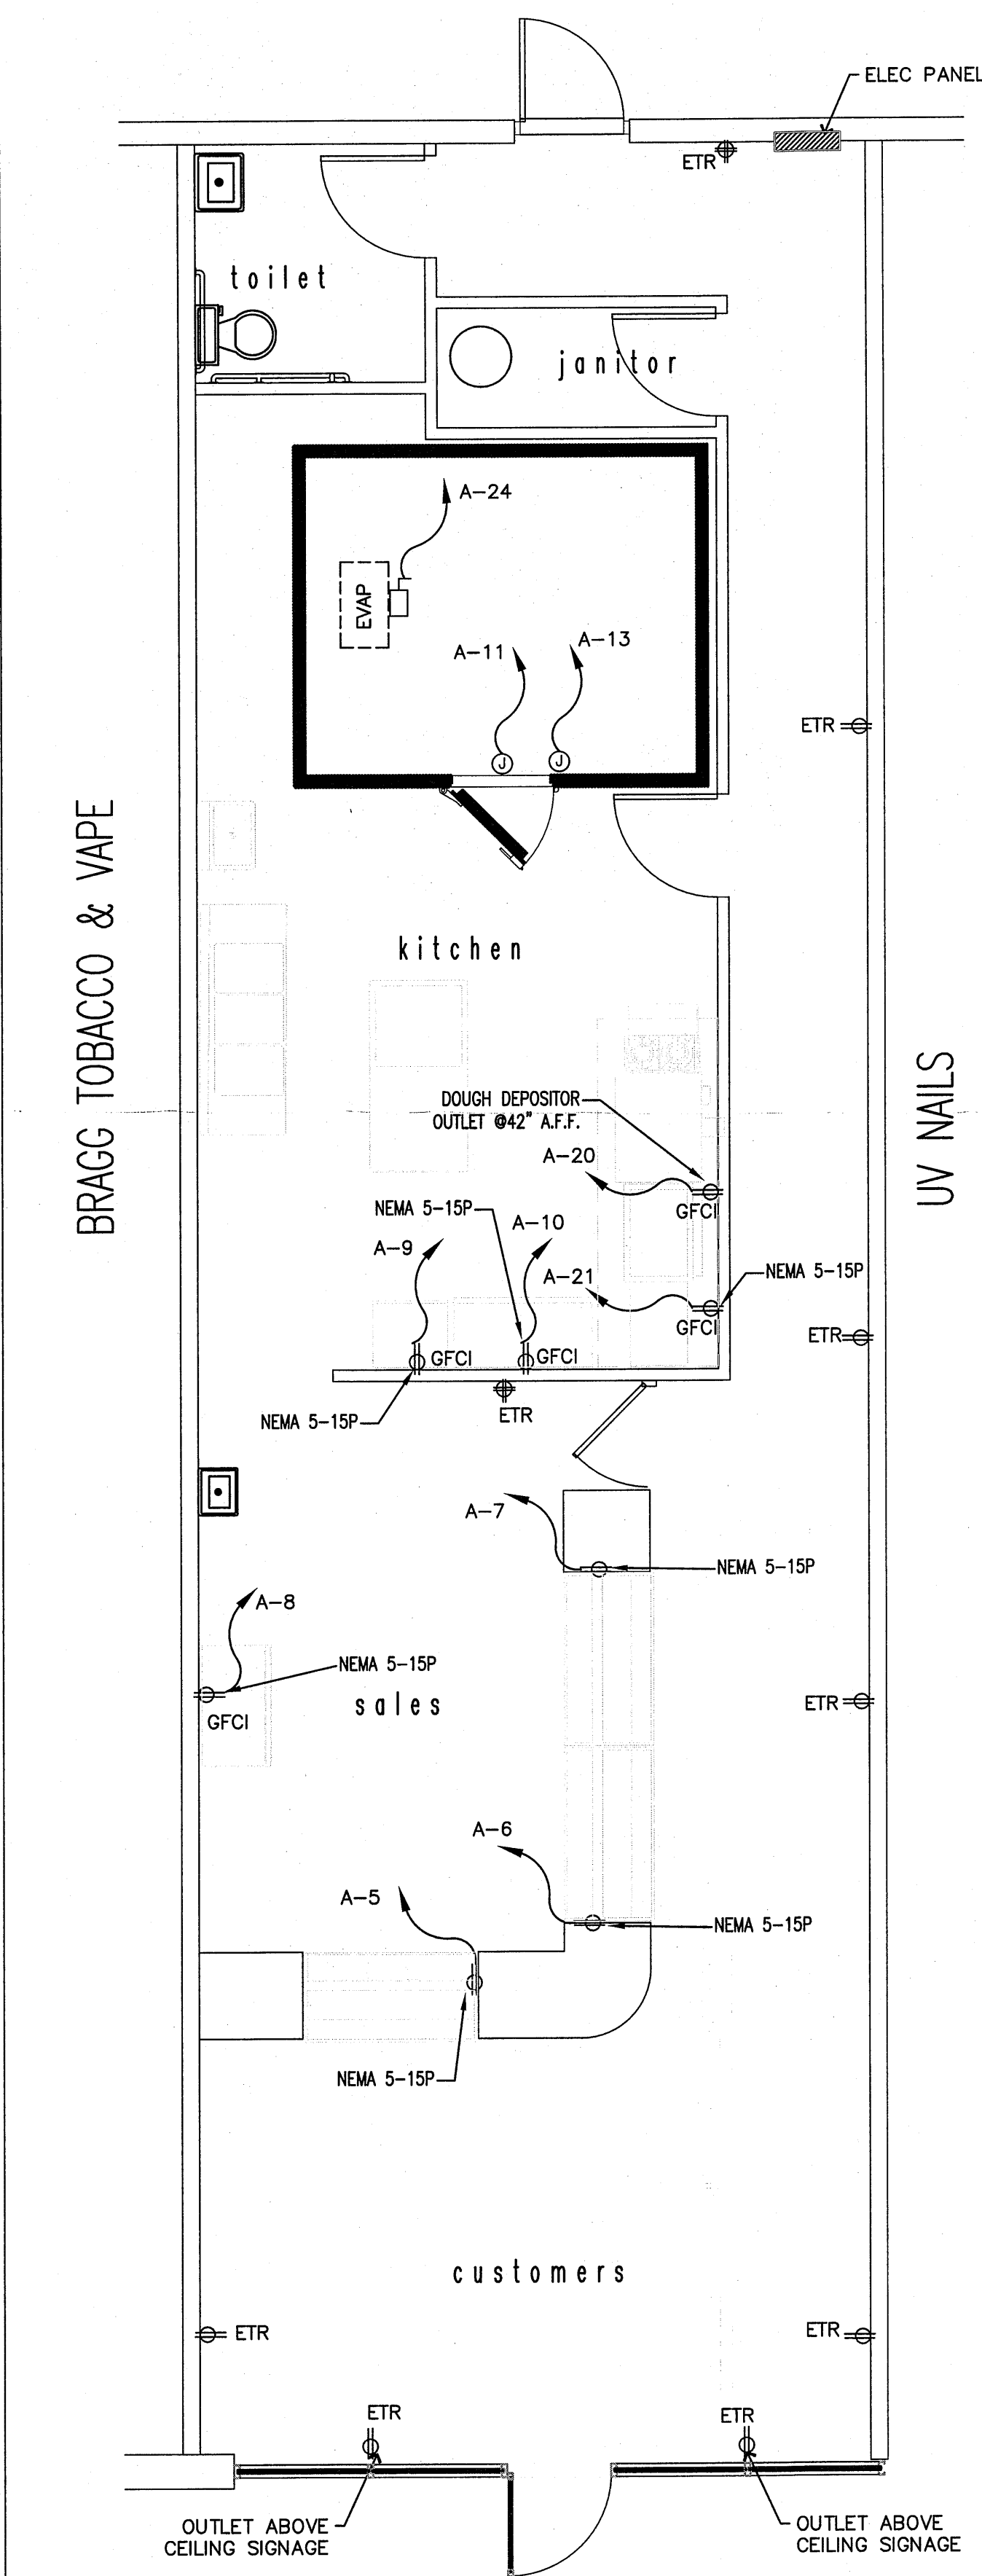 ELEC PANEL
ETR
toilet
janitor
A-24
EVAP
A-11
A-13
J
J
ETR
BRAGG TOBACCO & VAPE
kitchen
UV NAILS
DOUGH DEPOSITOR
OUTLET @42" A.F.F.
A-20
GFCI
NEMA 5-15P
A-10
A-9
A-21
NEMA 5-15P
GFCI
ETR
GFCI
GFCI
NEMA 5-15P
ETR
A-7
NEMA 5-15P
A-8
NEMA 5-15P
sales
ETR
GFCI
A-6
A-5
NEMA 5-15P
NEMA 5-15P
customers
ETR
ETR
ETR
ETR
OUTLET ABOVE
CEILING SIGNAGE
OUTLET ABOVE
CEILING SIGNAGE